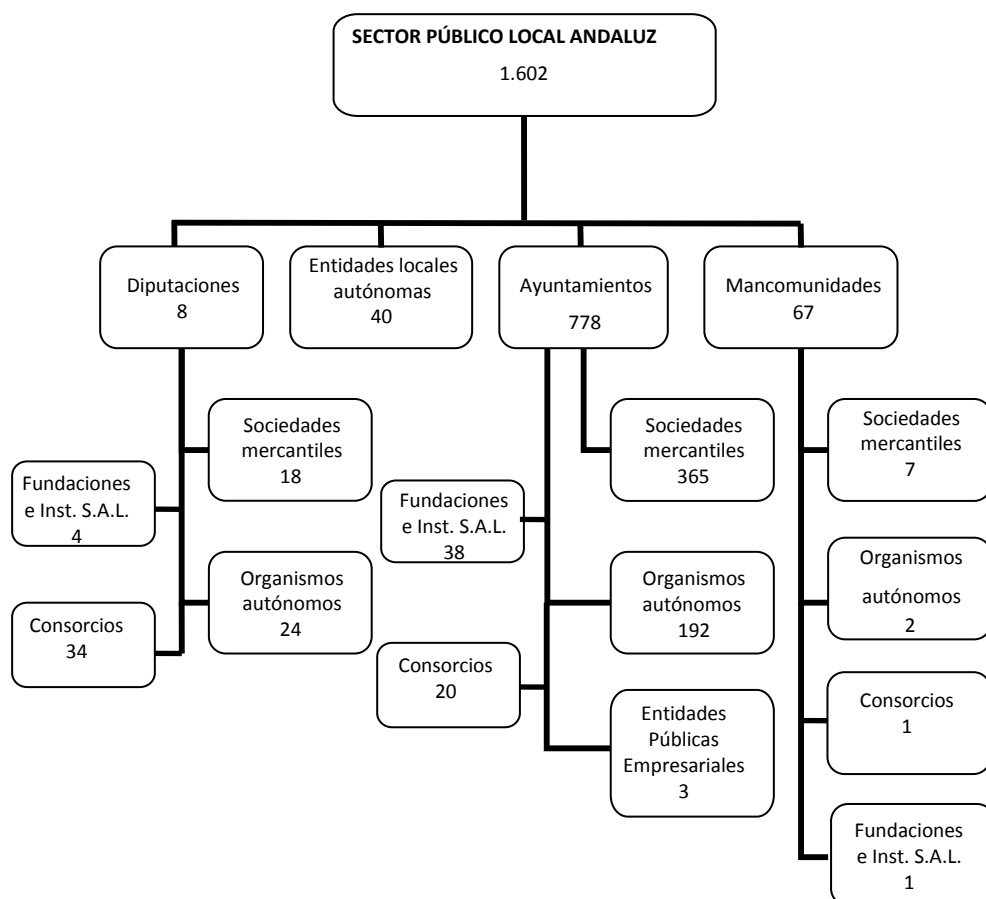 SECTOR PÚBLICO LOCAL ANDALUZ
1.602
Diputaciones
8
Entidades locales
autónomas
40
Ayuntamientos
778
Mancomunidades
67
Sociedades
mercantiles
18
Fundaciones
e Inst. S.A.L.
4
Organismos
autónomos
24
Consorcios
34
Sociedades
mercantiles
365
Fundaciones
e Inst. S.A.L.
38
Organismos
autónomos
192
Consorcios
20
Entidades
Públicas
Empresariales
3
Sociedades
mercantiles
7
Organismos
autónomos
2
Consorcios
1
Fundaciones
e Inst. S.A.L.
1